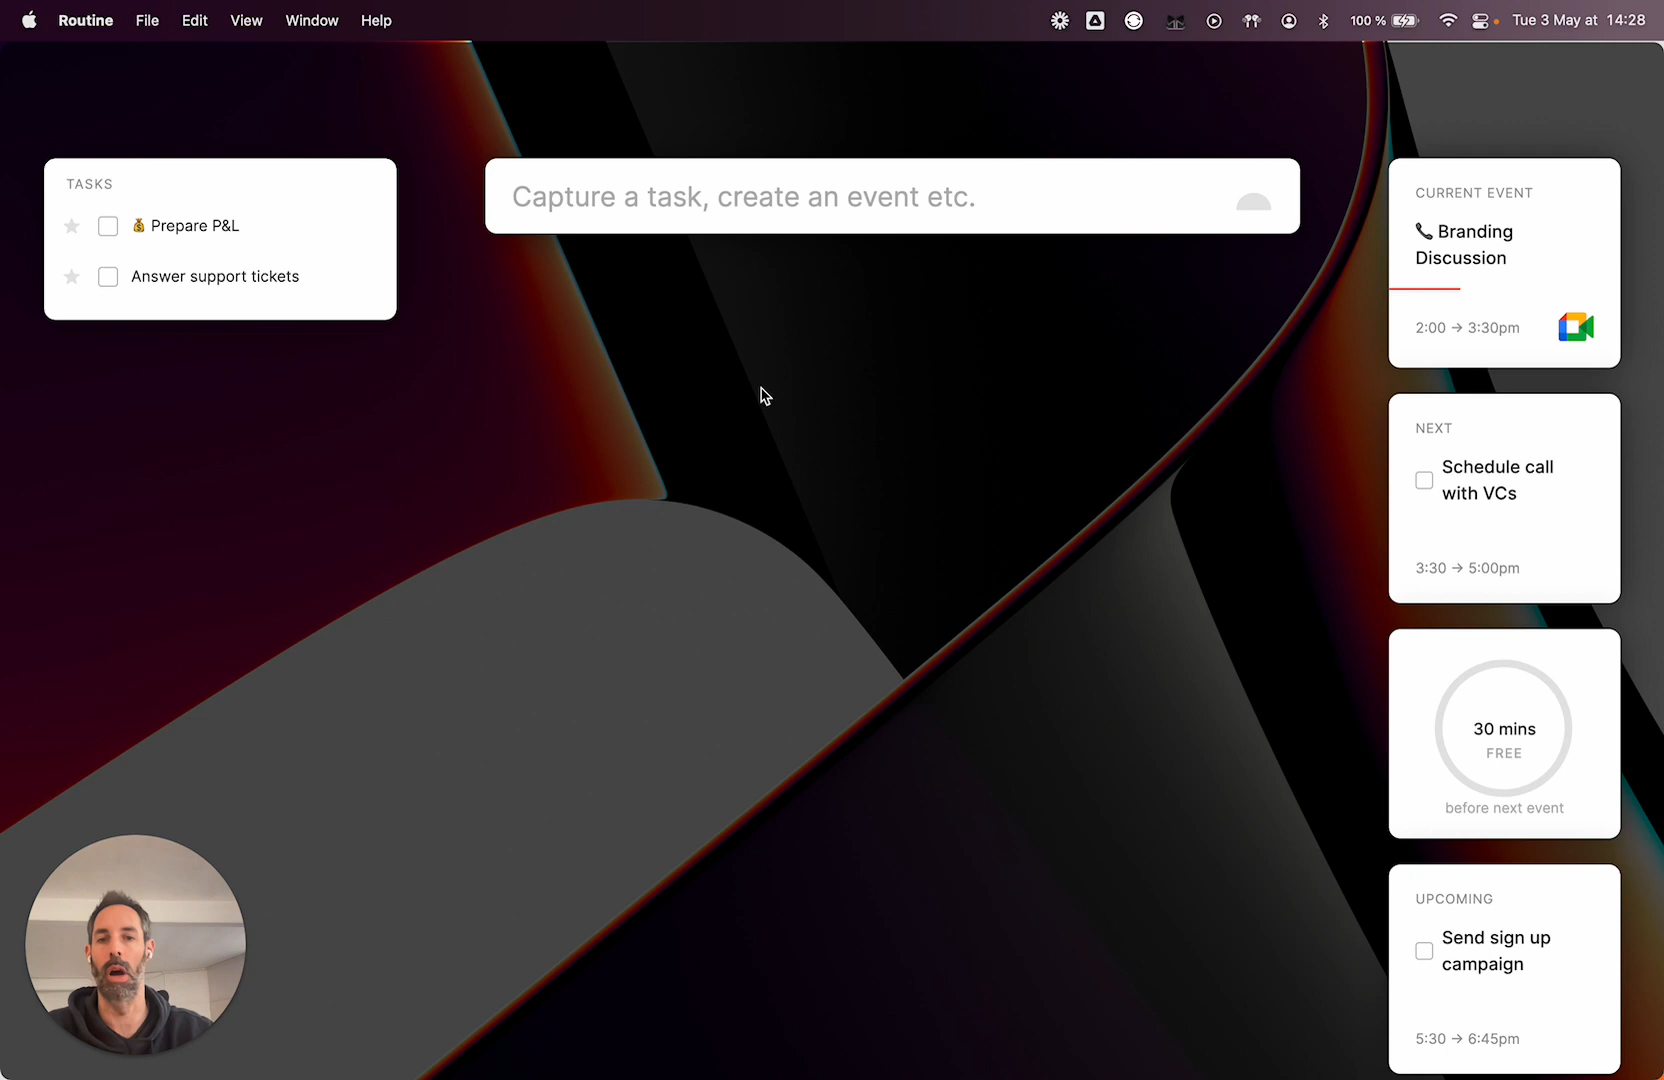 Routine File Edit View Window Help
100 % Tue 3 May at 14:28
TASKS
💰 Prepare P&L
Answer support tickets
Capture a task, create an event etc.
CURRENT EVENT
📞 Branding
Discussion
2:00 → 3:30pm
NEXT
Schedule call
with VCs
3:30 → 5:00pm
30 mins
FREE
before next event
UPCOMING
Send sign up
campaign
5:30 → 6:45pm